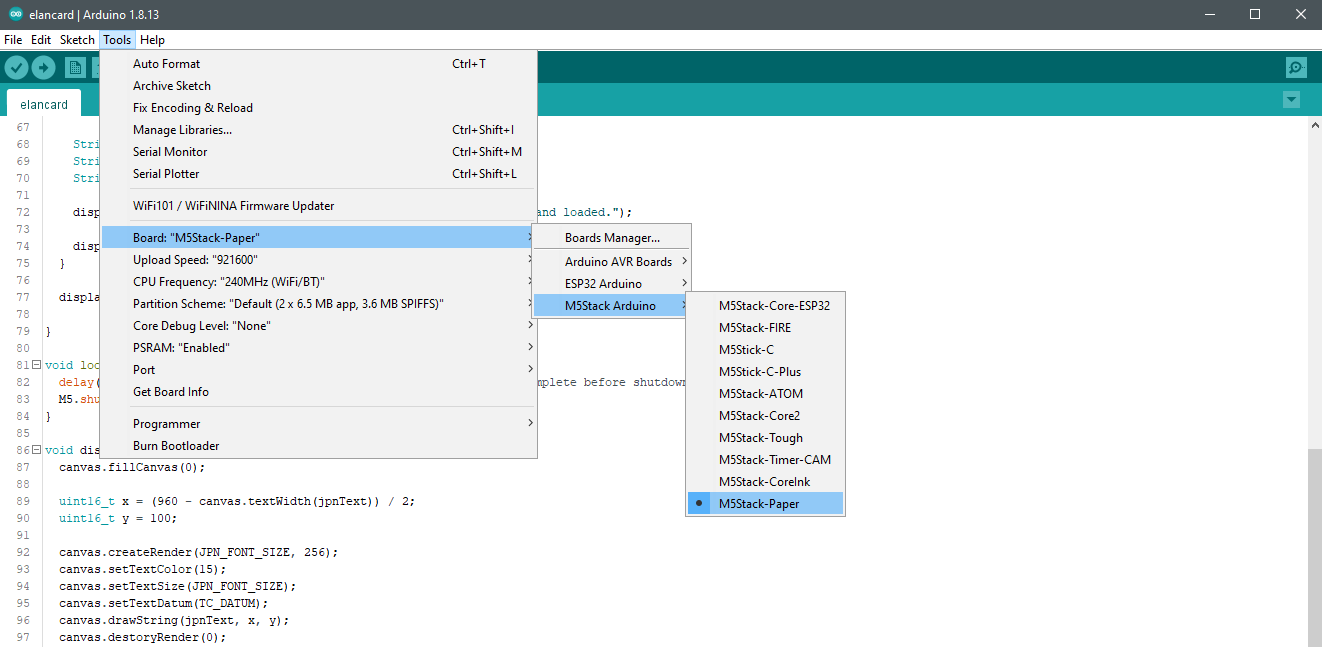 elancard | Arduino 1.8.13
File Edit Sketch Tools Help
elancard
Auto Format Ctrl+T
Archive Sketch
Fix Encoding & Reload
Manage Libraries... Ctrl+Shift+I
Serial Monitor Ctrl+Shift+M
Serial Plotter Ctrl+Shift+L
WiFi101 / WiFiNINA Firmware Updater
Board: "M5Stack-Paper"
Upload Speed: "921600"
CPU Frequency: "240MHz (WiFi/BT)"
Partition Scheme: "Default (2 x 6.5 MB app, 3.6 MB SPIFFS)"
Core Debug Level: "None"
PSRAM: "Enabled"
Port
Get Board Info
Programmer
Burn Bootloader
Boards Manager...
Arduino AVR Boards
ESP32 Arduino
M5Stack Arduino
M5Stack-Core-ESP32
M5Stack-FIRE
M5Stick-C
M5Stick-C-Plus
M5Stack-ATOM
M5Stack-Core2
M5Stack-Tough
M5Stack-Timer-CAM
M5Stack-CoreInk
M5Stack-Paper
67
68 Stri
69 Stri
70 Stri
71
72 disp and loaded.");
73
74 disp
75 }
76
77 displa
78
79 }
80
81 void loo
82 delay( mplete before shutdown
83 M5.shu
84 }
85
86 void dis
87 canvas.fillCanvas(0);
88
89 uint16_t x = (960 - canvas.textWidth(jpnText)) / 2;
90 uint16_t y = 100;
91
92 canvas.createRender(JPN_FONT_SIZE, 256);
93 canvas.setTextColor(15);
94 canvas.setTextSize(JPN_FONT_SIZE);
95 canvas.setTextDatum(TC_DATUM);
96 canvas.drawString(jpnText, x, y);
97 canvas.destoryRender(0);